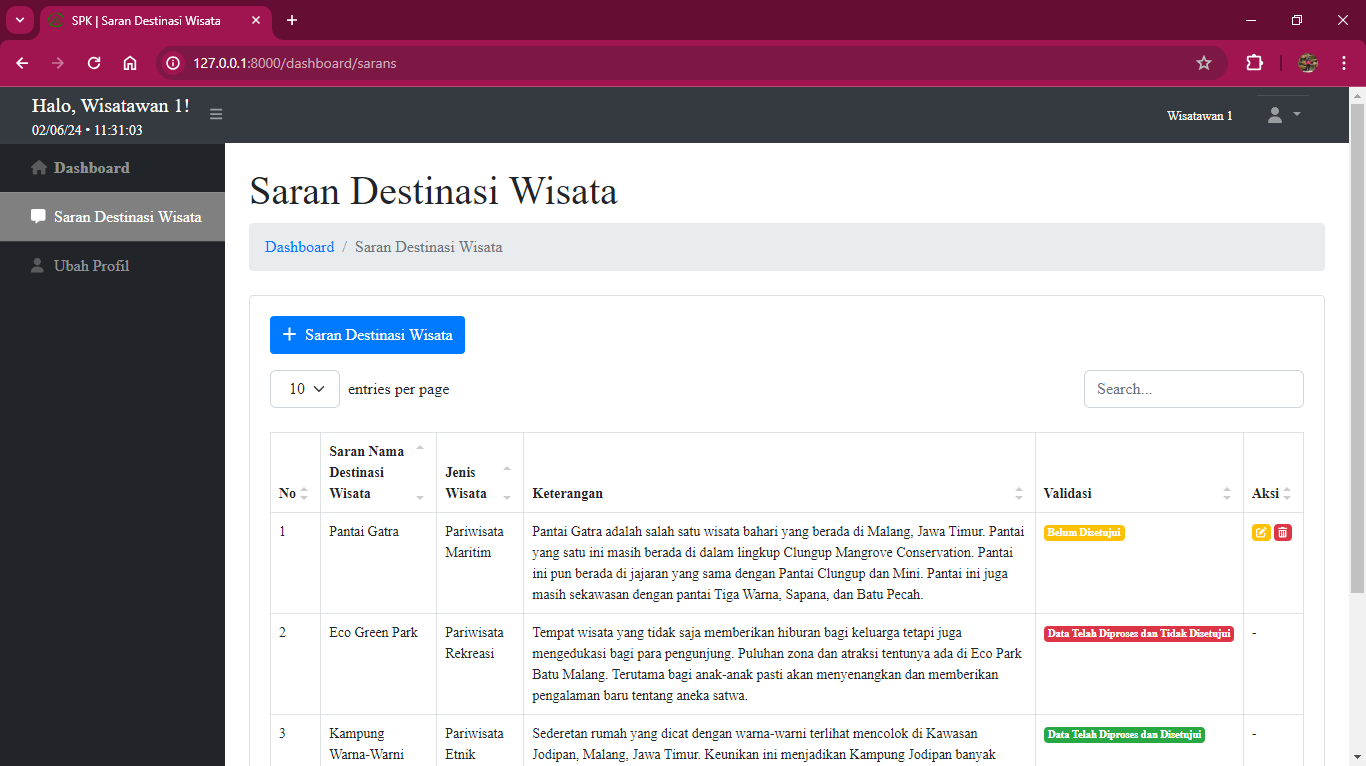 SPK | Saran Destinasi Wisata
127.0.0.1:8000/dashboard/sarans
Halo, Wisatawan 1!
02/06/24 • 11:31:03
Wisatawan 1
Dashboard
Saran Destinasi Wisata
Ubah Profil
Saran Destinasi Wisata
Dashboard / Saran Destinasi Wisata
+ Saran Destinasi Wisata
10 entries per page
Search...
No
Saran Nama
Destinasi
Wisata
Jenis
Wisata
Keterangan
Validasi
Aksi
1
Pantai Gatra
Pariwisata
Maritim
Pantai Gatra adalah salah satu wisata bahari yang berada di Malang, Jawa Timur. Pantai
yang satu ini masih berada di dalam lingkup Clungup Mangrove Conservation. Pantai
ini pun berada di jajaran yang sama dengan Pantai Clungup dan Mini. Pantai ini juga
masih sekawasan dengan pantai Tiga Warna, Sapana, dan Batu Pecah.
Belum Disetujui
2
Eco Green Park
Pariwisata
Rekreasi
Tempat wisata yang tidak saja memberikan hiburan bagi keluarga tetapi juga
mengedukasi bagi para pengunjung. Puluhan zona dan atraksi tentunya ada di Eco Park
Batu Malang. Terutama bagi anak-anak pasti akan menyenangkan dan memberikan
pengalaman baru tentang aneka satwa.
Data Telah Diproses dan Tidak Disetujui
-
3
Kampung
Warna-Warni
Pariwisata
Etnik
Sederetan rumah yang dicat dengan warna-warni terlihat mencolok di Kawasan
Jodipan, Malang, Jawa Timur. Keunikan ini menjadikan Kampung Jodipan banyak
Data Telah Diproses dan Disetujui
-